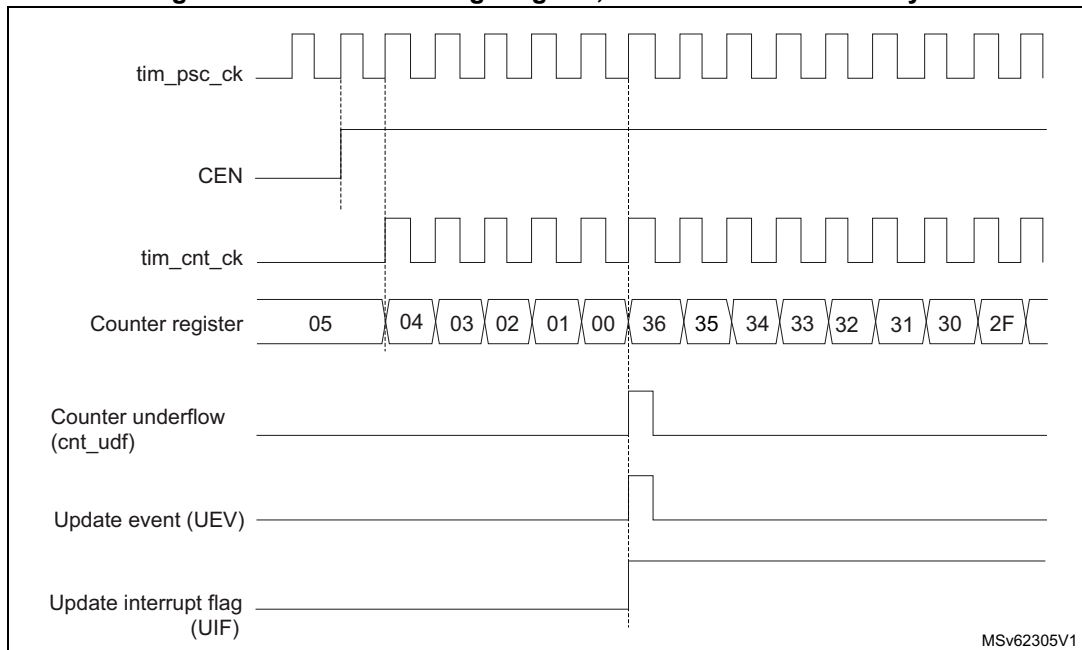 tim_psc_ck
CEN
tim_cnt_ck
Counter register 05 04 03 02 01 00 36 35 34 33 32 31 30 2F
Counter underflow
(cnt_udf)
Update event (UEV)
Update interrupt flag
(UIF)
MSv62305V1